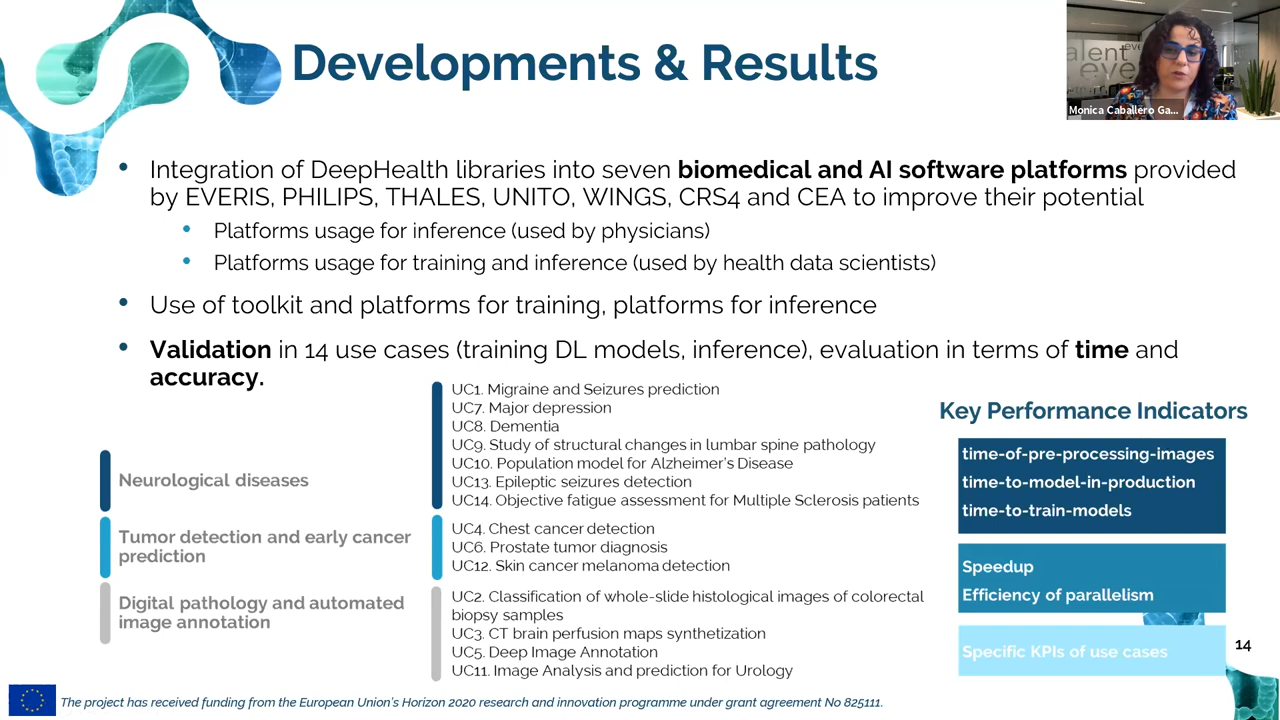 Developments & Results
alent
eve
eve
Monica Caballero Ga...
• Integration of DeepHealth libraries into seven biomedical and AI software platforms provided
by EVERIS, PHILIPS, THALES, UNITO, WINGS, CRS4 and CEA to improve their potential
• Platforms usage for inference (used by physicians)
• Platforms usage for training and inference (used by health data scientists)
• Use of toolkit and platforms for training, platforms for inference
• Validation in 14 use cases (training DL models, inference), evaluation in terms of time and
accuracy.
Neurological diseases
Tumor detection and early cancer
prediction
Digital pathology and automated
image annotation
UC1. Migraine and Seizures prediction
UC7. Major depression
UC8. Dementia
UC9. Study of structural changes in lumbar spine pathology
UC10. Population model for Alzheimer's Disease
UC13. Epileptic seizures detection
UC14. Objective fatigue assessment for Multiple Sclerosis patients
UC4. Chest cancer detection
UC6. Prostate tumor diagnosis
UC12. Skin cancer melanoma detection
UC2. Classification of whole-slide histological images of colorectal
biopsy samples
UC3. CT brain perfusion maps synthetization
UC5. Deep Image Annotation
UC11. Image Analysis and prediction for Urology
Key Performance Indicators
time-of-pre-processing-images
time-to-model-in-production
time-to-train-models
Speedup
Efficiency of parallelism
Specific KPIs of use cases
14
The project has received funding from the European Union's Horizon 2020 research and innovation programme under grant agreement No 825111.